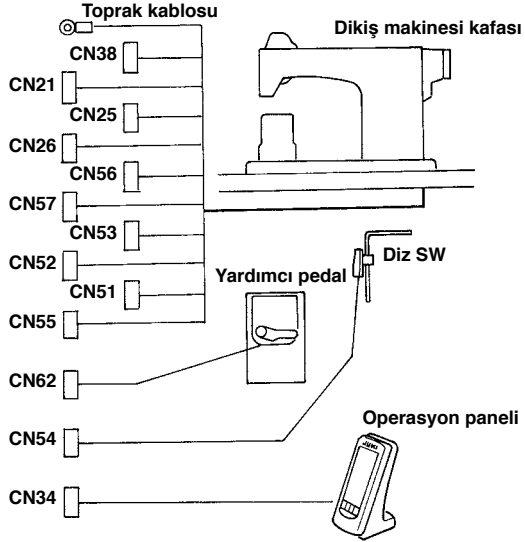 Toprak kablosu
Dikiş makinesi kafası
CN38
CN21
CN25
CN26
CN56
CN57
CN53
CN52
Diz SW
Yardımcı pedal
CN51
CN55
CN62
Operasyon paneli
CN54
CN34